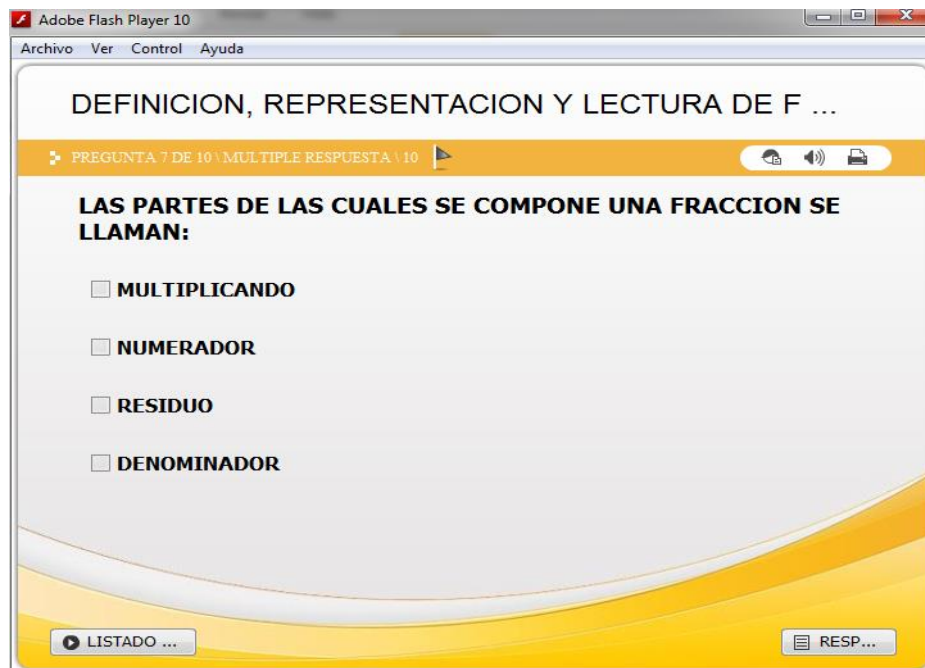 Adobe Flash Player 10
Archivo Ver Control Ayuda
DEFINICION, REPRESENTACION Y LECTURA DE F ...
PREGUNTA 7 DE 10 \ MULTIPLE RESPUESTA \ 10
LAS PARTES DE LAS CUALES SE COMPONE UNA FRACCION SE
LLAMAN:
MULTIPLICANDO
NUMERADOR
RESIDUO
DENOMINADOR
LISTADO ...
RESP...